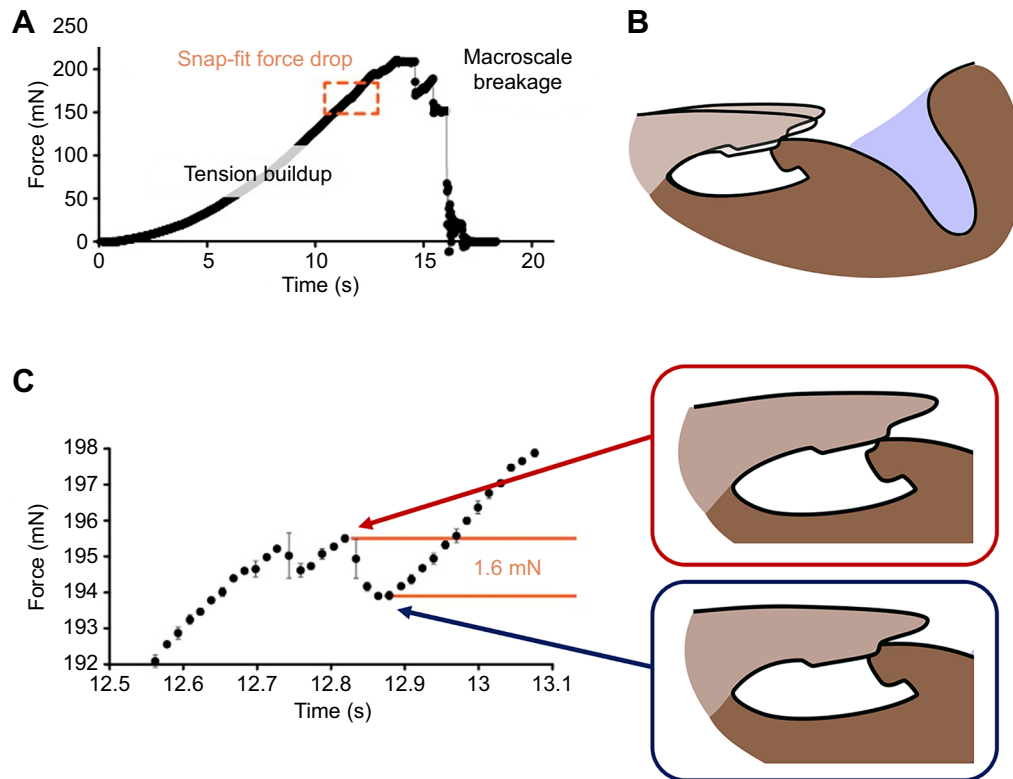 A
250
200
150
100
50
0
Force (mN)
Snap-fit force drop
Macroscale
breakage
Tension buildup
0
5
10
15
20
Time (s)
B
C
198
197
196
195
194
193
192
Force (mN)
1.6 mN
12.5
12.6
12.7
12.8
12.9
13
13.1
Time (s)